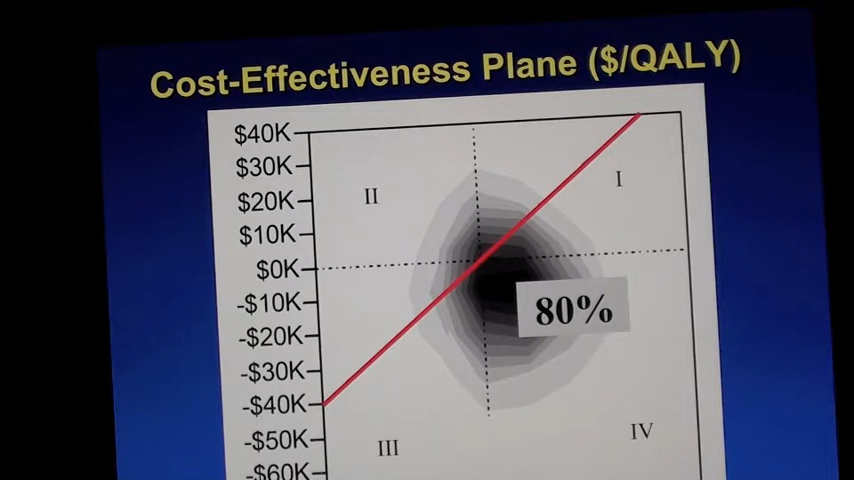 Cost-Effectiveness Plane ($/QALY)
$40K
$30K
$20K
$10K
$0K
-$10K
-$20K
-$30K
-$40K
-$50K
-$60K
II
I
80%
III
IV